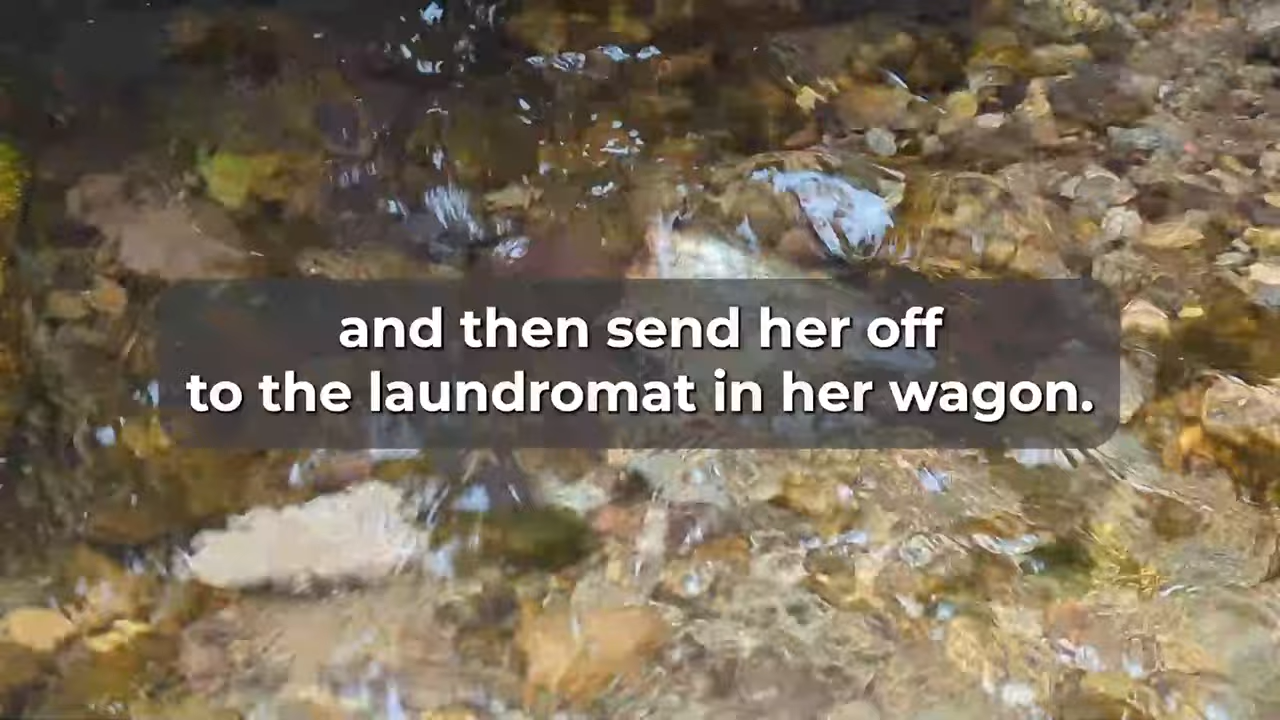 and then send her off
to the laundromat in her wagon.